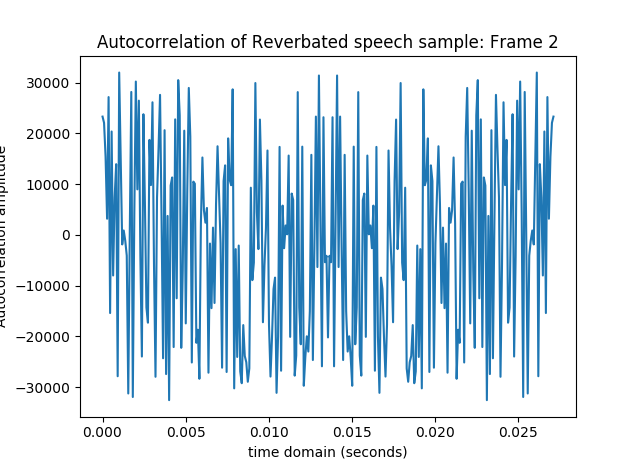 Autocorrelation of Reverbated speech sample: Frame 2
30000
20000
10000
0
−10000
−20000
−30000
Autocorrelation amplitude
0.000 0.005 0.010 0.015 0.020 0.025
time domain (seconds)